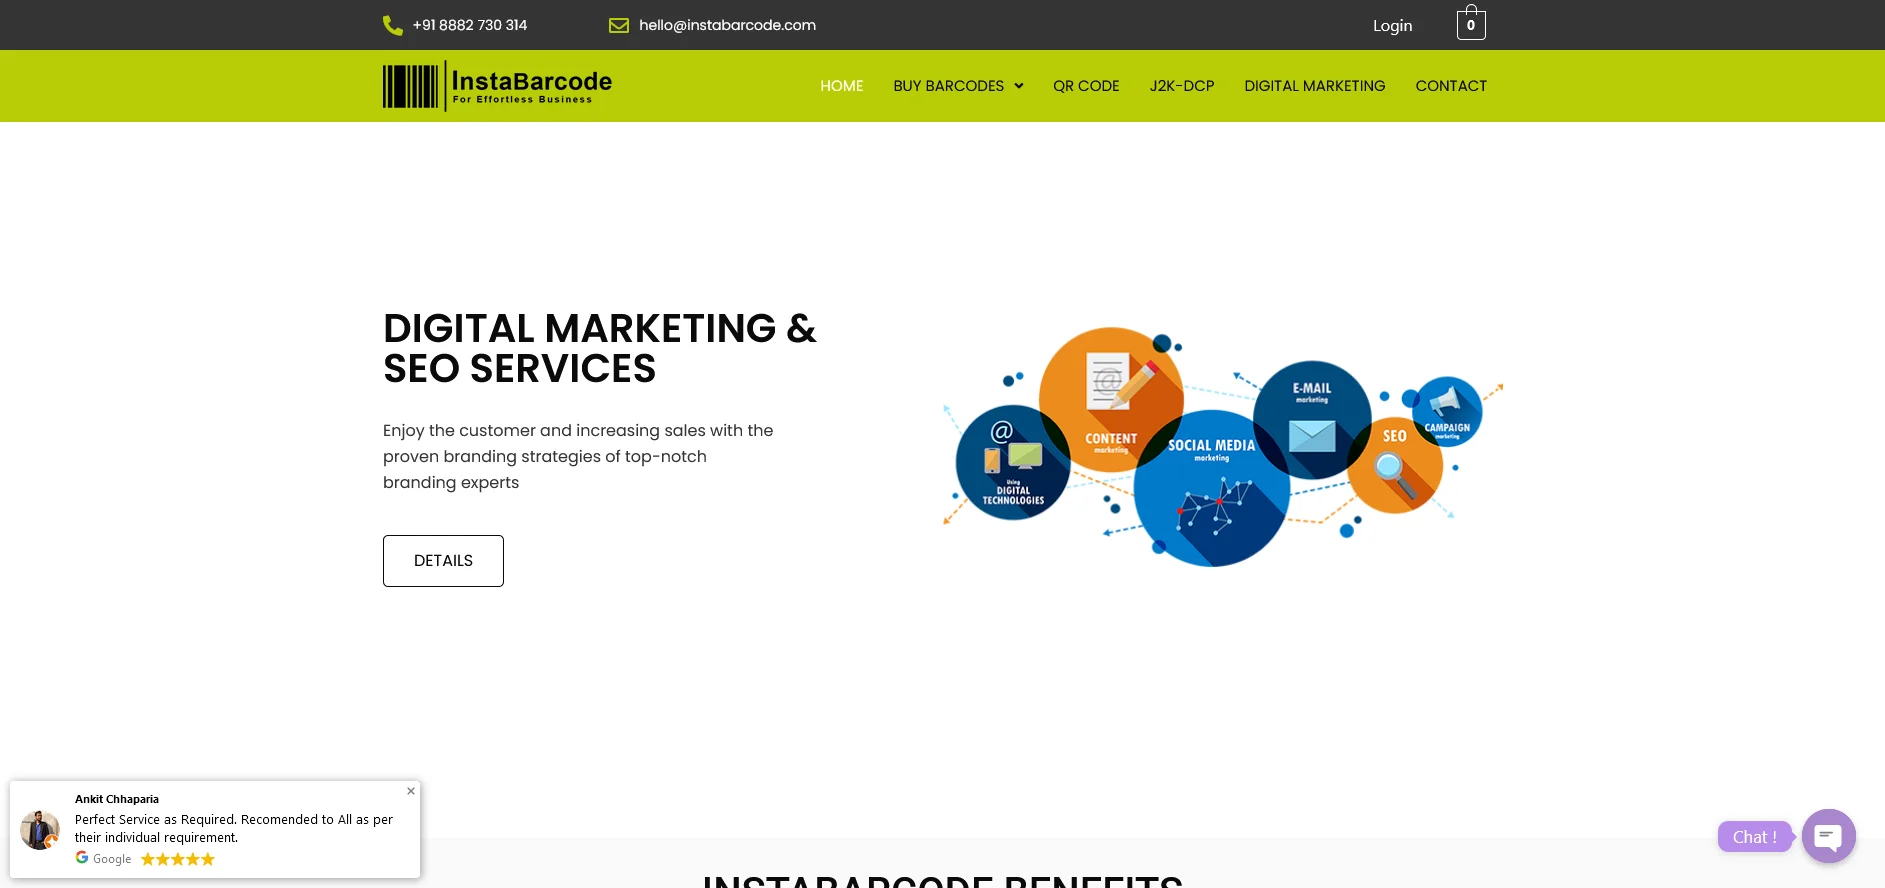 +91 8882 730 314
hello@instabarcode.com
Login
0
InstaBarcode
For Effortless Business
HOME
BUY BARCODES
QR CODE
J2K-DCP
DIGITAL MARKETING
CONTACT
DIGITAL MARKETING &
SEO SERVICES
Enjoy the customer and increasing sales with the
proven branding strategies of top-notch
branding experts
DETAILS
@
Using
DIGITAL
TECHNOLOGIES
@
CONTENT
marketing
SOCIAL MEDIA
marketing
E-MAIL
marketing
SEO
CAMPAIGN
marketing
Ankit Chhaparia
Perfect Service as Required. Recomended to All as per
their individual requirement.
Google
Chat !
INSTABARCODE BENEFITS